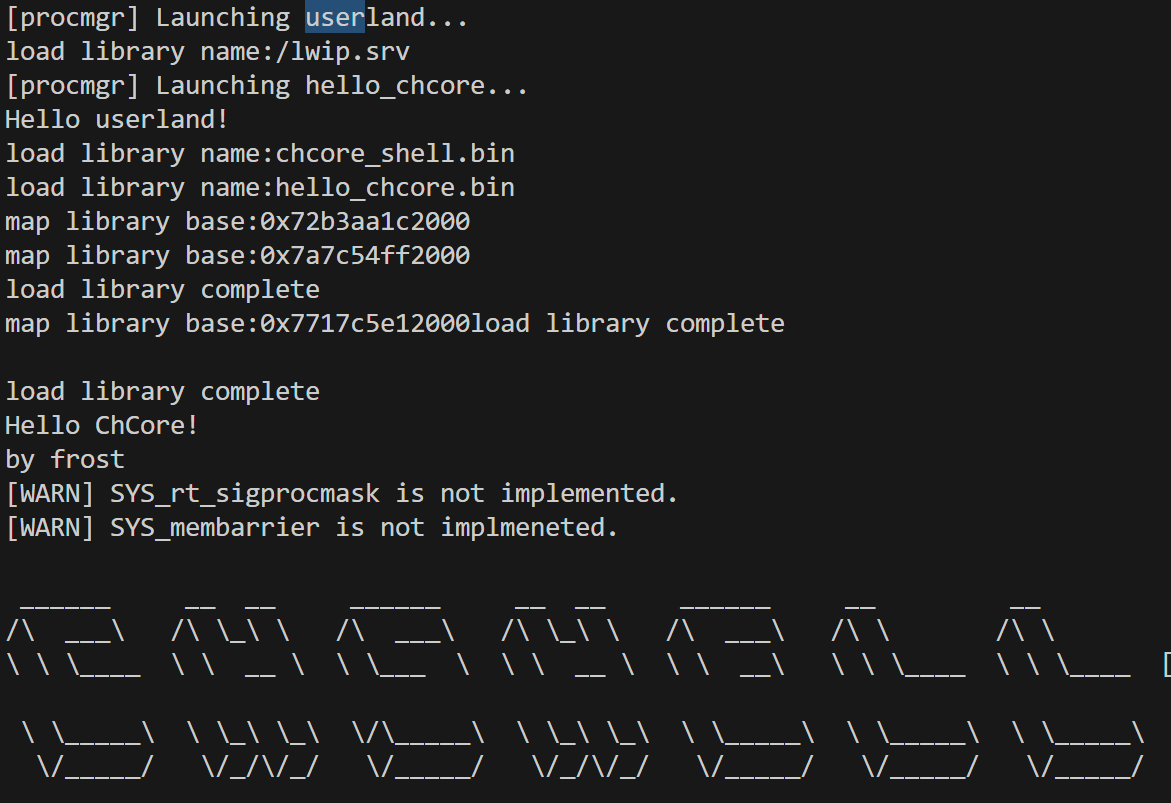 [procmgr] Launching userland...
load library name:/lwip.srv
[procmgr] Launching hello_chcore...
Hello userland!
load library name:chcore_shell.bin
load library name:hello_chcore.bin
map library base:0x72b3aa1c2000
map library base:0x7a7c54ff2000
load library complete
map library base:0x7717c5e12000load library complete

load library complete
Hello ChCore!
by frost
[WARN] SYS_rt_sigprocmask is not implemented.
[WARN] SYS_membarrier is not implmeneted.

 ______     __  __     ______     __  __     ______     __         __
/\  ___\   /\ \_\ \   /\  ___\   /\ \_\ \   /\  ___\   /\ \       /\ \
\ \ \____  \ \  __ \  \ \___  \  \ \  __ \  \ \  __\   \ \ \____  \ \ \____  [

 \ \_____\  \ \_\ \_\  \/\_____\  \ \_\ \_\  \ \_____\  \ \_____\  \ \_____\
  \/_____/   \/_/\/_/   \/_____/   \/_/\/_/   \/_____/   \/_____/   \/_____/